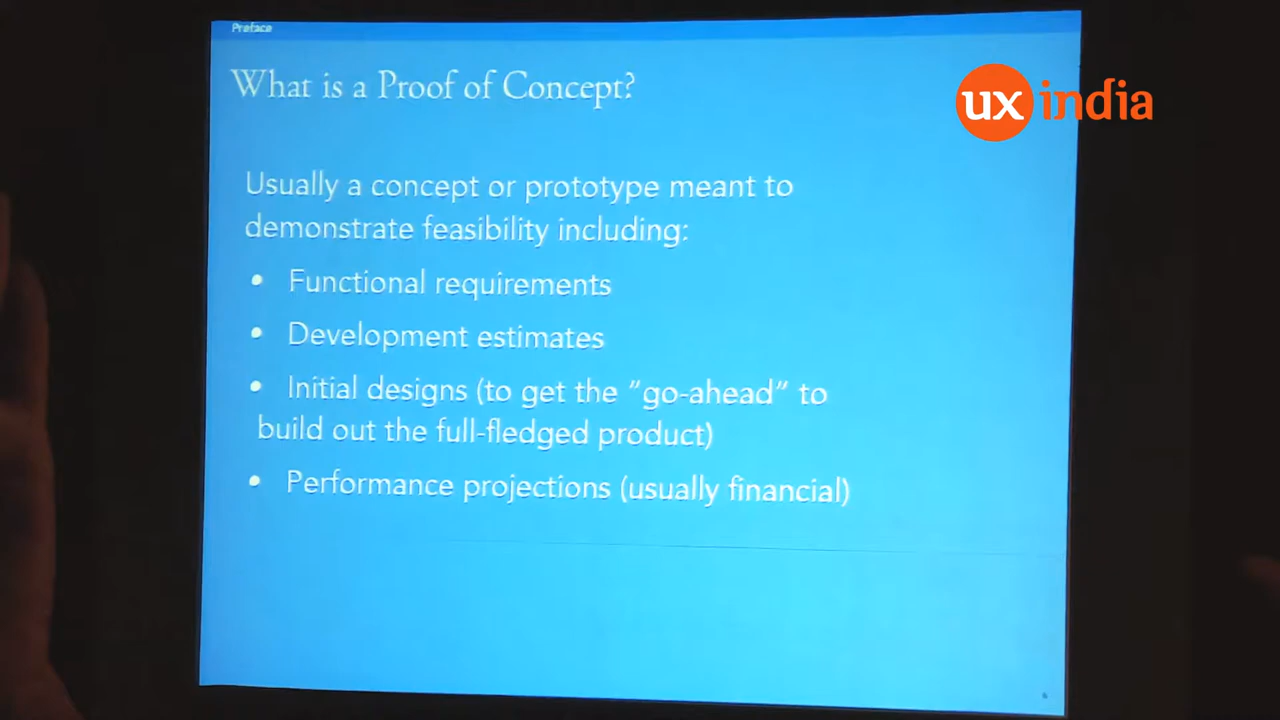 Preface
What is a Proof of Concept?
ux india
Usually a concept or prototype meant to
demonstrate feasibility including:
• Functional requirements
• Development estimates
• Initial designs (to get the “go-ahead” to
build out the full-fledged product)
• Performance projections (usually financial)